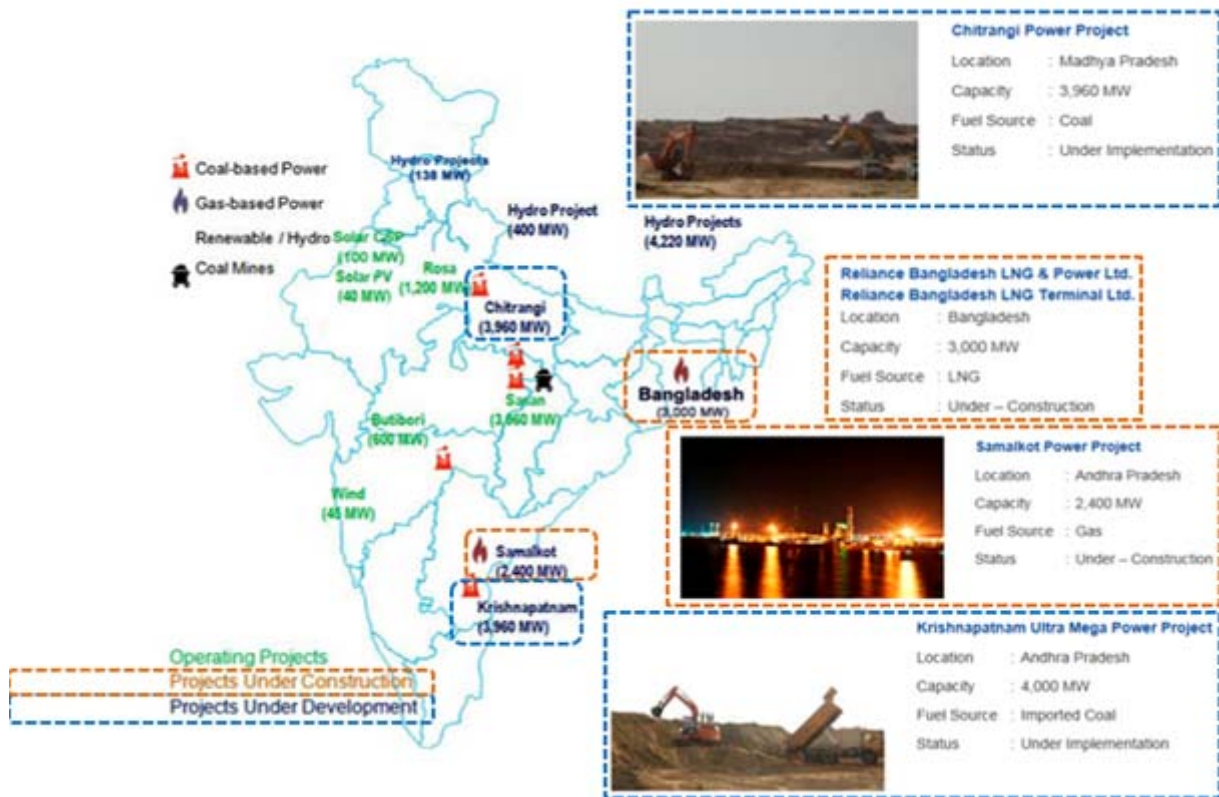 Chitrangi Power Project
Location : Madhya Pradesh
Capacity : 3,960 MW
Fuel Source : Coal
Status : Under Implementation
Coal-based Power
Gas-based Power
Renewable / Hydro
Coal Mines
Hydro Projects
(138 MW)
Hydro Project
(400 MW)
Hydro Projects
(4,220 MW)
Solar CSP
(100 MW)
Solar PV
(40 MW)
Rosa
(1,200 MW)
Chitrangi
(3,960 MW)
Sasan
(3,960 MW)
Bangladesh
(3,000 MW)
Butibori
(600 MW)
Wind
(45 MW)
Samalkot
(2,400 MW)
Krishnapatnam
(3,960 MW)
Reliance Bangladesh LNG & Power Ltd.
Reliance Bangladesh LNG Terminal Ltd.
Location : Bangladesh
Capacity : 3,000 MW
Fuel Source : LNG
Status : Under – Construction
Samalkot Power Project
Location : Andhra Pradesh
Capacity : 2,400 MW
Fuel Source : Gas
Status : Under – Construction
Krishnapatnam Ultra Mega Power Project
Location : Andhra Pradesh
Capacity : 4,000 MW
Fuel Source : Imported Coal
Status : Under Implementation
Operating Projects
Projects Under Construction
Projects Under Development